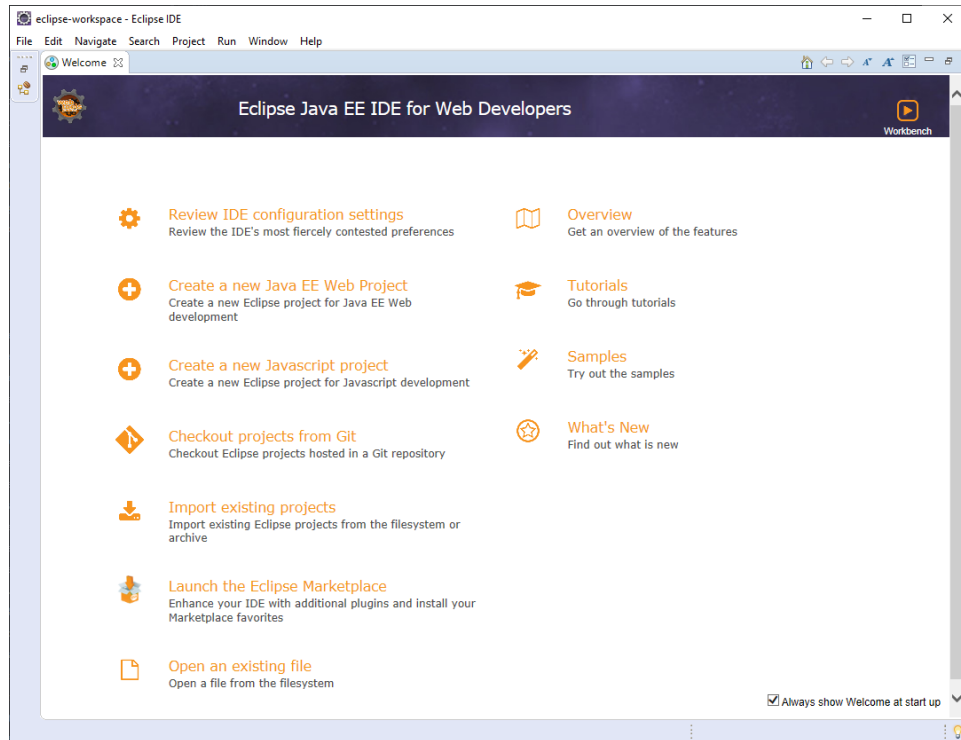 eclipse-workspace - Eclipse IDE
File Edit Navigate Search Project Run Window Help
Welcome
Eclipse Java EE IDE for Web Developers
Workbench
Review IDE configuration settings
Review the IDE's most fiercely contested preferences
Create a new Java EE Web Project
Create a new Eclipse project for Java EE Web
development
Create a new Javascript project
Create a new Eclipse project for Javascript development
Checkout projects from Git
Checkout Eclipse projects hosted in a Git repository
Import existing projects
Import existing Eclipse projects from the filesystem or
archive
Launch the Eclipse Marketplace
Enhance your IDE with additional plugins and install your
Marketplace favorites
Open an existing file
Open a file from the filesystem
Overview
Get an overview of the features
Tutorials
Go through tutorials
Samples
Try out the samples
What's New
Find out what is new
Always show Welcome at start up